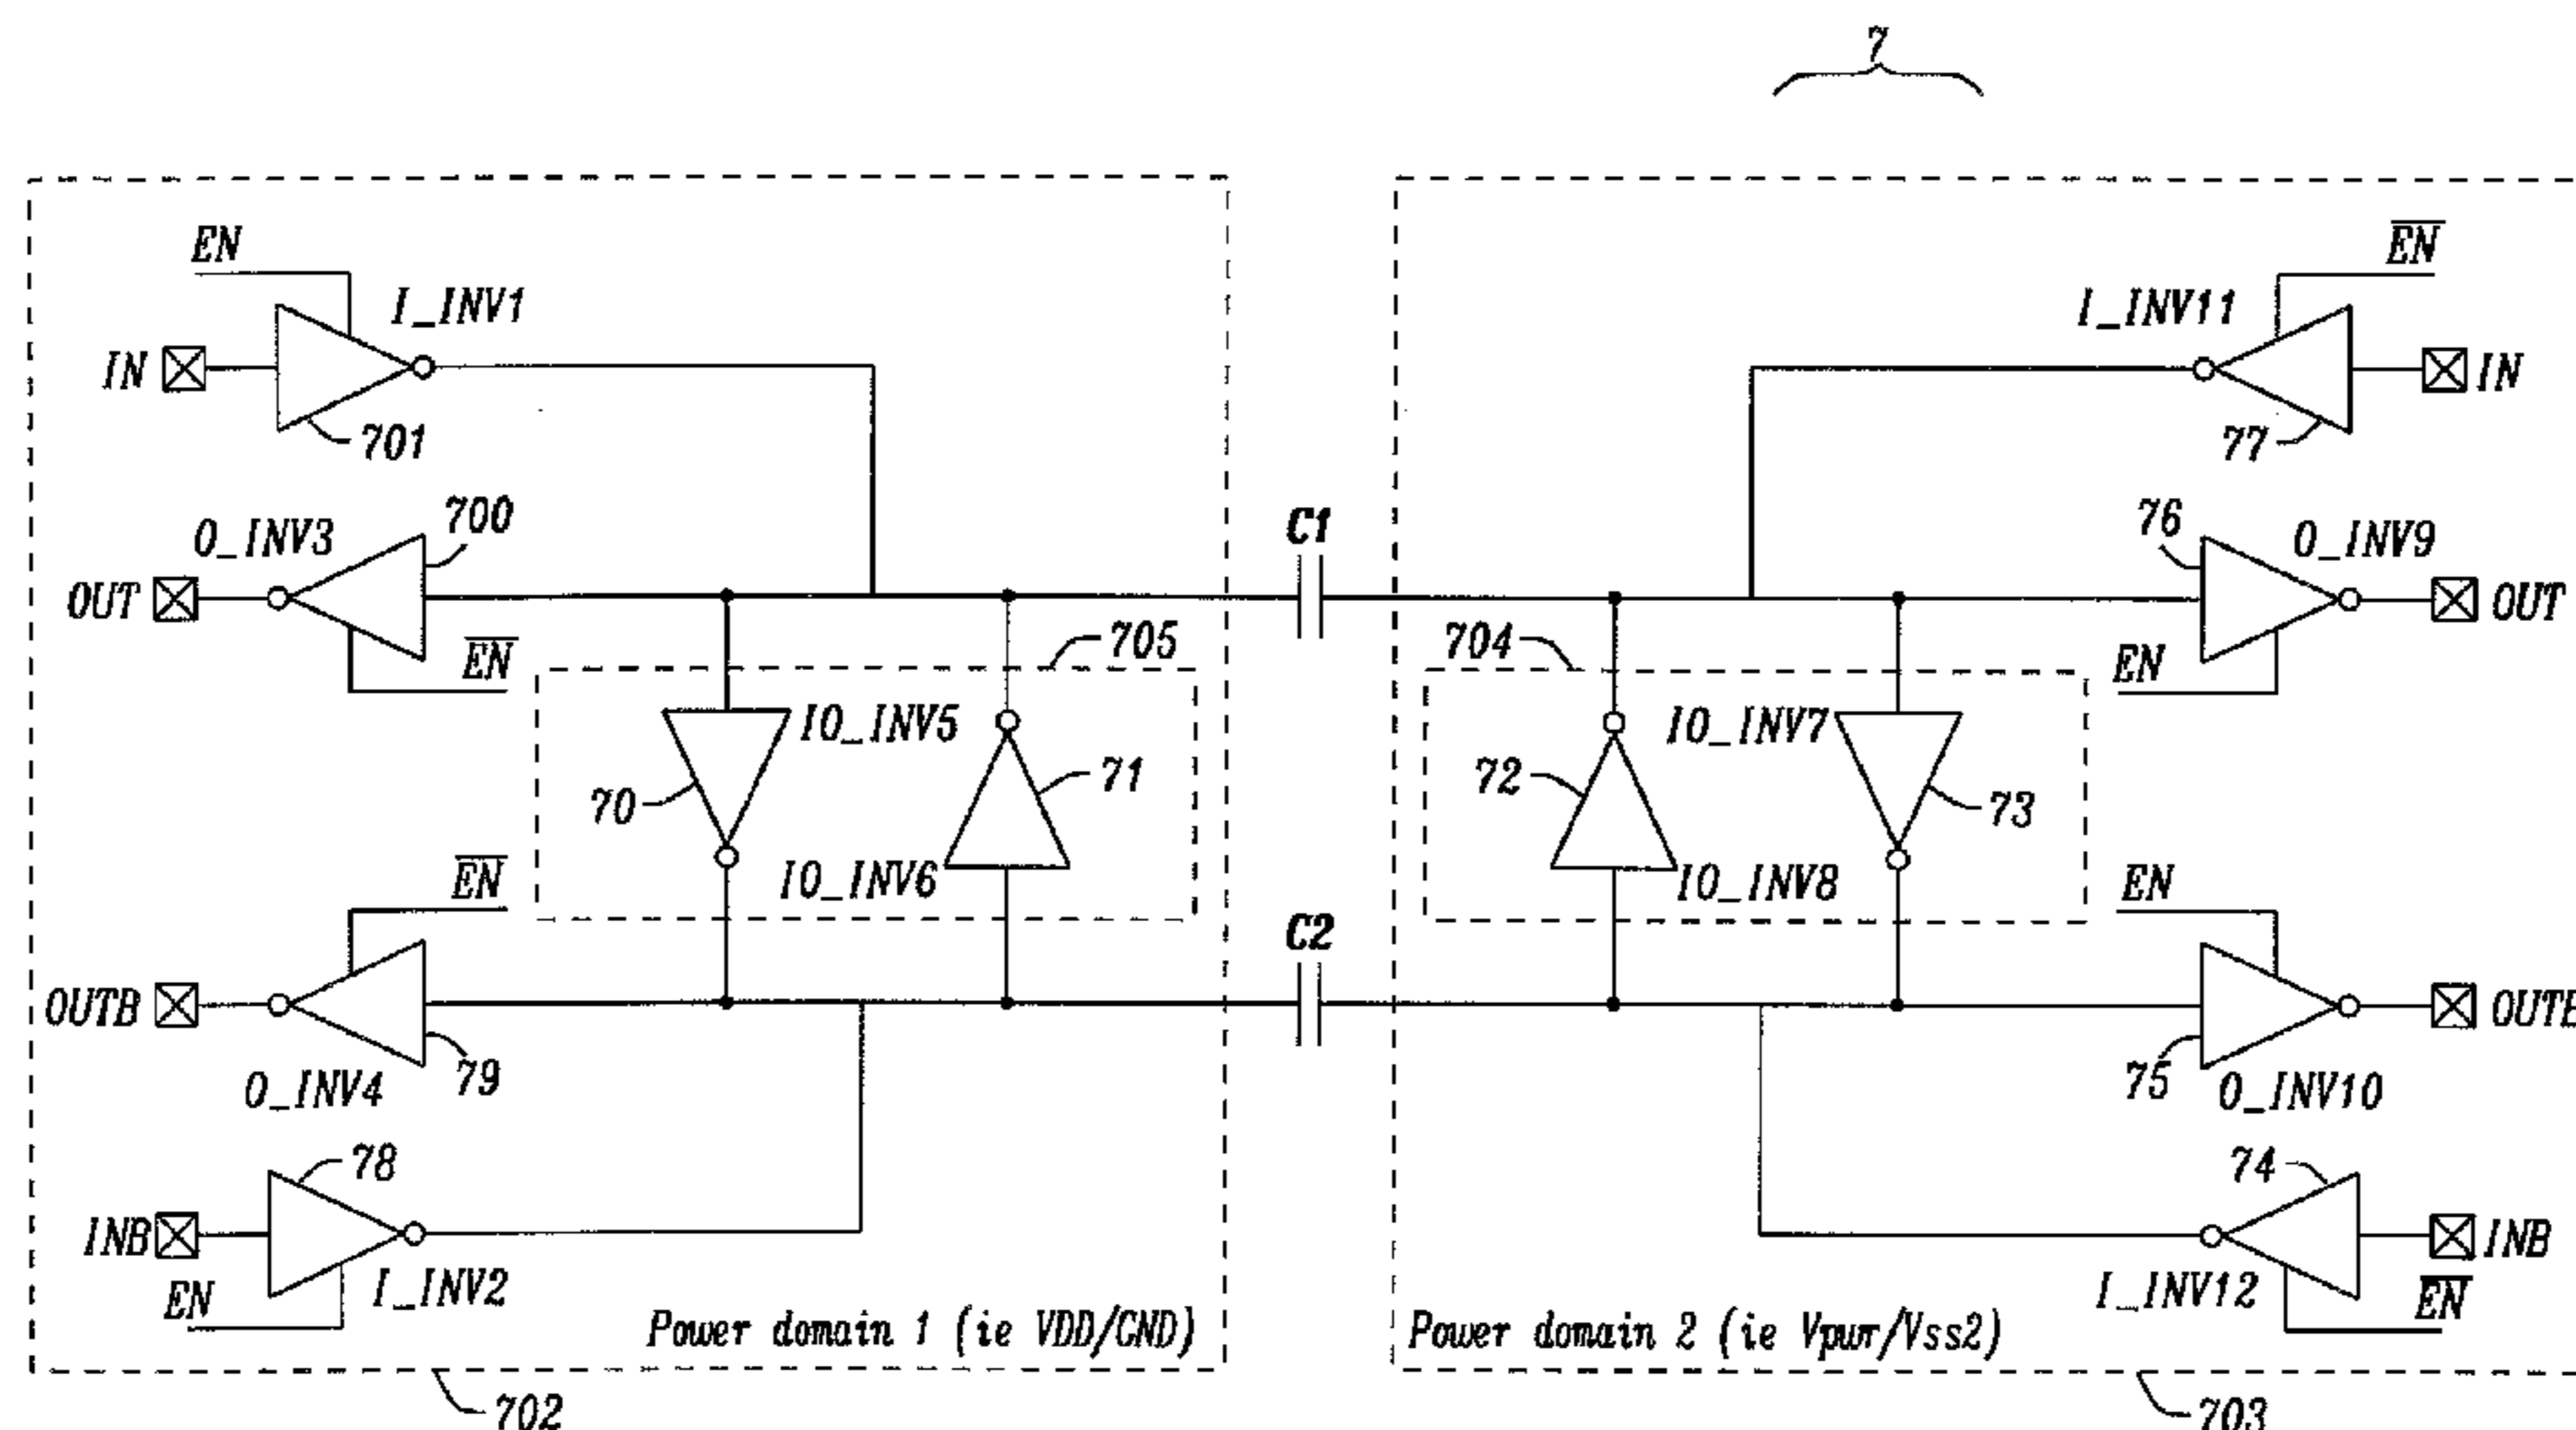 7
EN
I_INV1
IN
701
EN
I_INV11
IN
77
O_INV3
700
OUT
EN
C1
76
O_INV9
OUT
EN
705
704
IO_INV5
70
71
IO_INV6
IO_INV7
72
73
IO_INV8
EN
OUTB
79
O_INV4
C2
EN
OUTB
75
O_INV10
78
INB
EN
I_INV2
74
INB
I_INV12
EN
Power domain 1 (ie VDD/GND)
Power domain 2 (ie Vpwr/Vss2)
702
703